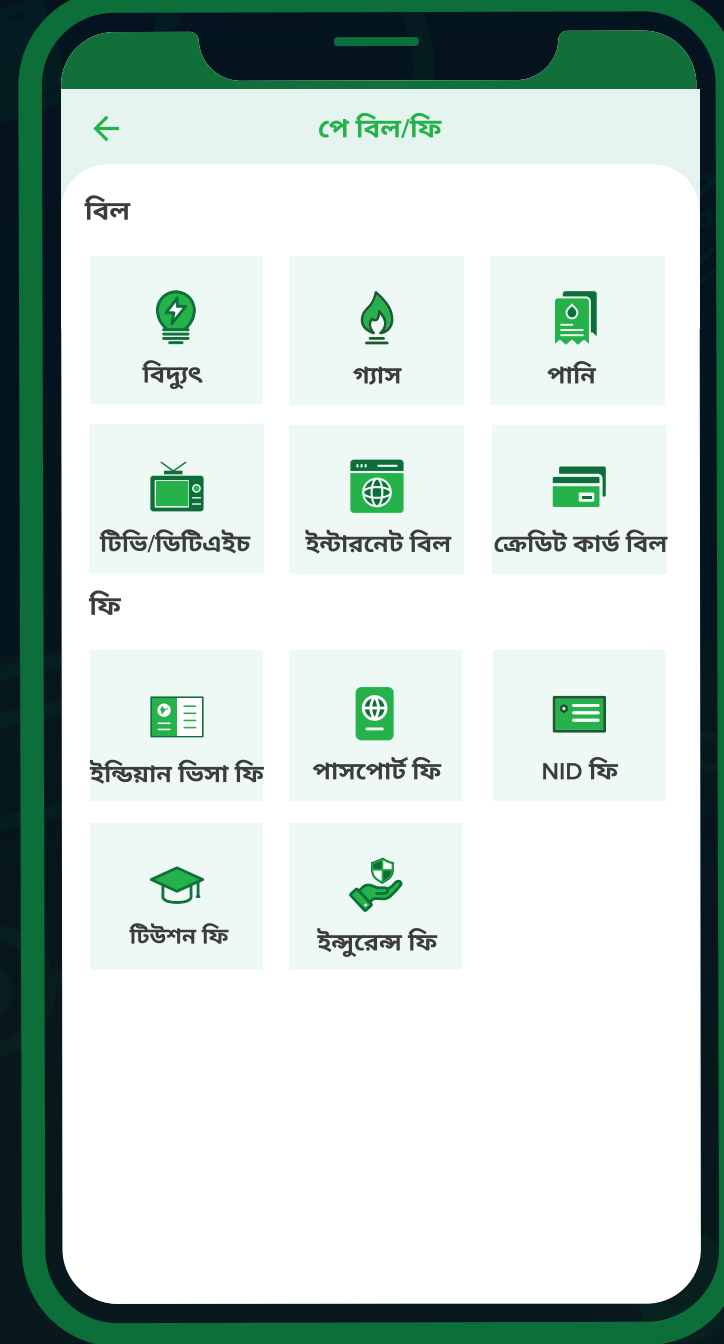 পে বিল/ফি
বিল
বিদ্যুৎ
গ্যাস
পানি
টিভি/ডিটিএইচ
ইন্টারনেট বিল
ক্রেডিট কার্ড বিল
ফি
ইন্ডিয়ান ভিসা ফি
পাসপোর্ট ফি
NID ফি
টিউশন ফি
ইন্সুরেন্স ফি